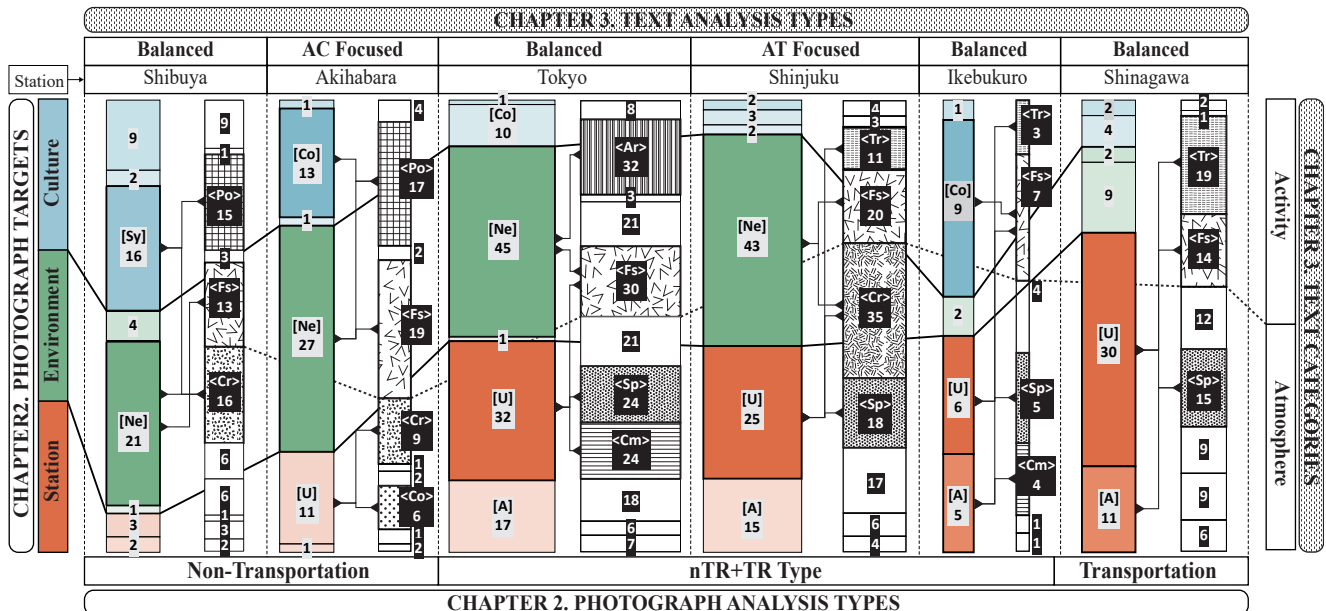 CHAPTER 3. TEXT ANALYSIS TYPES
Balanced
AC Focused
Balanced
AT Focused
Balanced
Balanced
Station
Shibuya
Akihabara
Tokyo
Shinjuku
Ikebukuro
Shinagawa
CHAPTER2. PHOTOGRAPH TARGETS
Culture
Environment
Station
9
2
[Sy]
16
4
[Ne]
21
1
3
2
9
1
<Po>
15
3
<Fs>
13
<Cr>
16
6
6
1
3
2
1
[Co]
13
1
[Ne]
27
[U]
11
1
4
<Po>
17
2
<Fs>
19
<Cr>
9
1
2
<Co>
6
1
2
1
[Co]
10
[Ne]
45
1
[U]
32
[A]
17
8
<Ar>
32
3
21
<Fs>
30
21
<Sp>
24
<Cm>
24
18
6
7
2
3
2
[Ne]
43
[U]
25
[A]
15
4
3
<Tr>
11
<Fs>
20
<Cr>
35
<Sp>
18
17
6
4
1
[Co]
9
2
[U]
6
[A]
5
<Tr>
3
<Fs>
7
4
<Sp>
5
<Cm>
4
1
1
2
4
2
9
[U]
30
[A]
11
2
1
<Tr>
19
<Fs>
14
12
<Sp>
15
9
9
6
Activity
Atmosphere
CHAPTER 3. TEXT CATEGORIES
Non-Transportation
nTR+TR Type
Transportation
CHAPTER 2. PHOTOGRAPH ANALYSIS TYPES